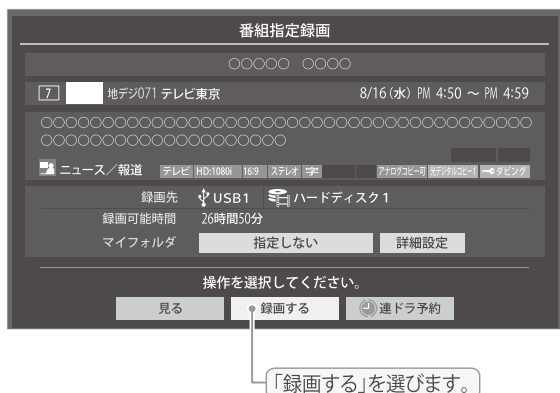 番組指定録画
○○○○○ ○○○○
7 地デジ071 テレビ東京 8/16(水) PM 4:50 ～ PM 4:59
○○○○○○○○○○○○○○○○○○○○○○○○○○○○○○○○○○○○○○
○○○○○○○○○○○○○○○○○○○
ニュース／報道 テレビ HD:1080i 16:9 ステレオ 字 アナログコピー可 光デジタルコピー1 ダビング
録画先 USB1 ハードディスク1
録画可能時間 26時間50分
マイフォルダ 指定しない 詳細設定
操作を選択してください。
見る 録画する 連ドラ予約
「録画する」を選びます。